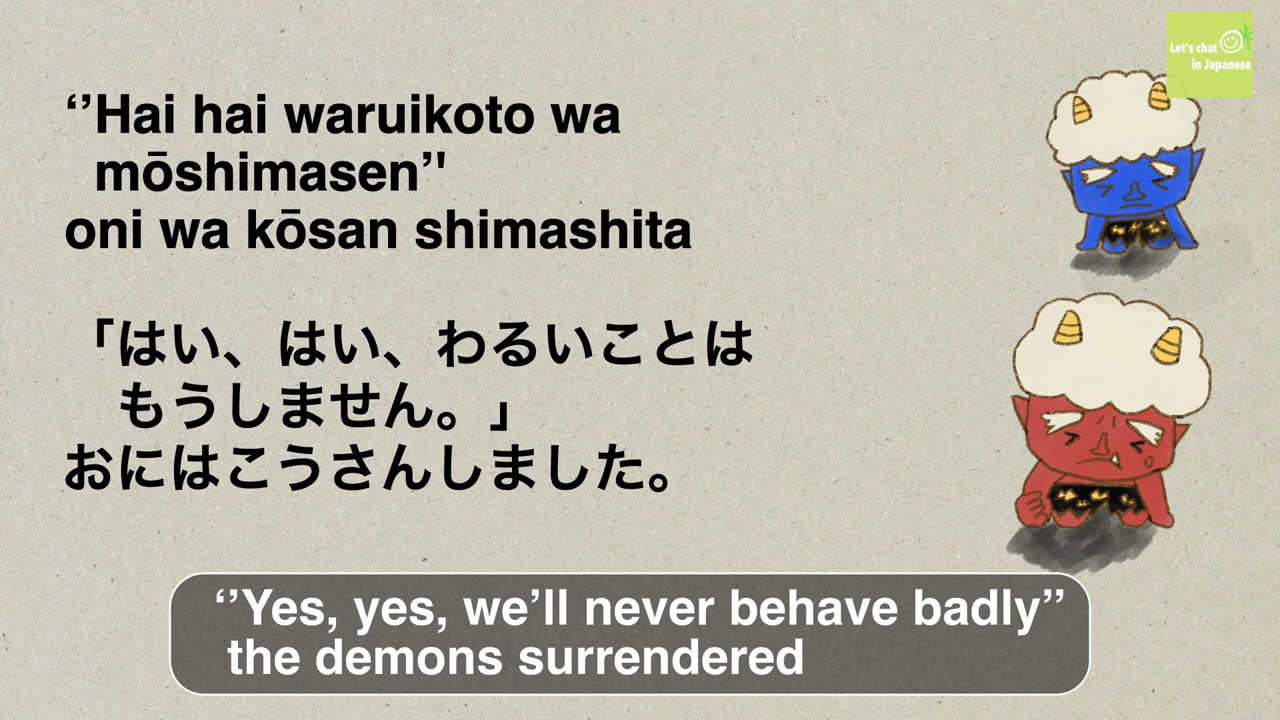 ‘’Hai hai waruikoto wa
mōshimasen’’
oni wa kōsan shimashita
「はい、はい、わるいことは
もうしません。」
おにはこうさんしました。
‘’Yes, yes, we’ll never behave badly’’
the demons surrendered
Let's chat
in Japanese